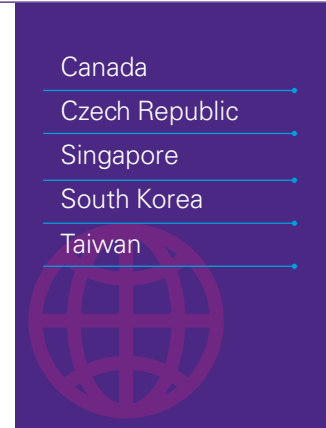 Canada
Czech Republic
Singapore
South Korea
Taiwan